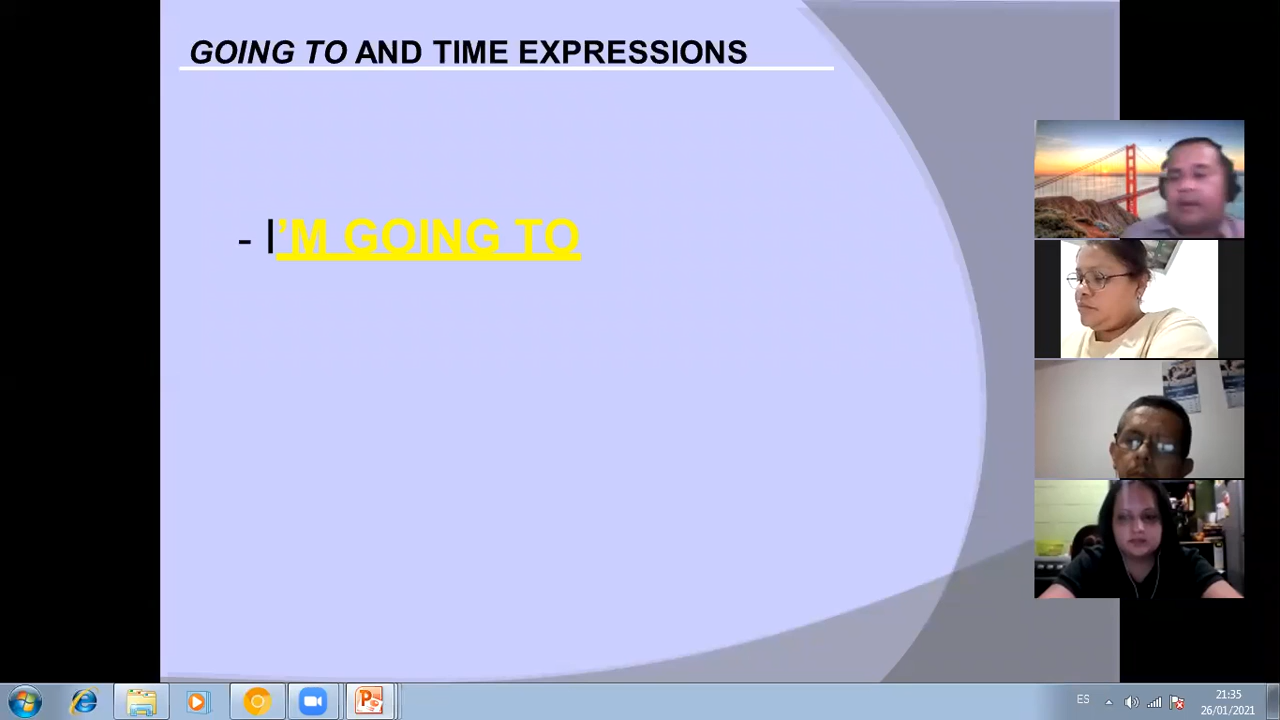 GOING TO AND TIME EXPRESSIONS
- I'M GOING TO
ES
21:35
26/01/2021